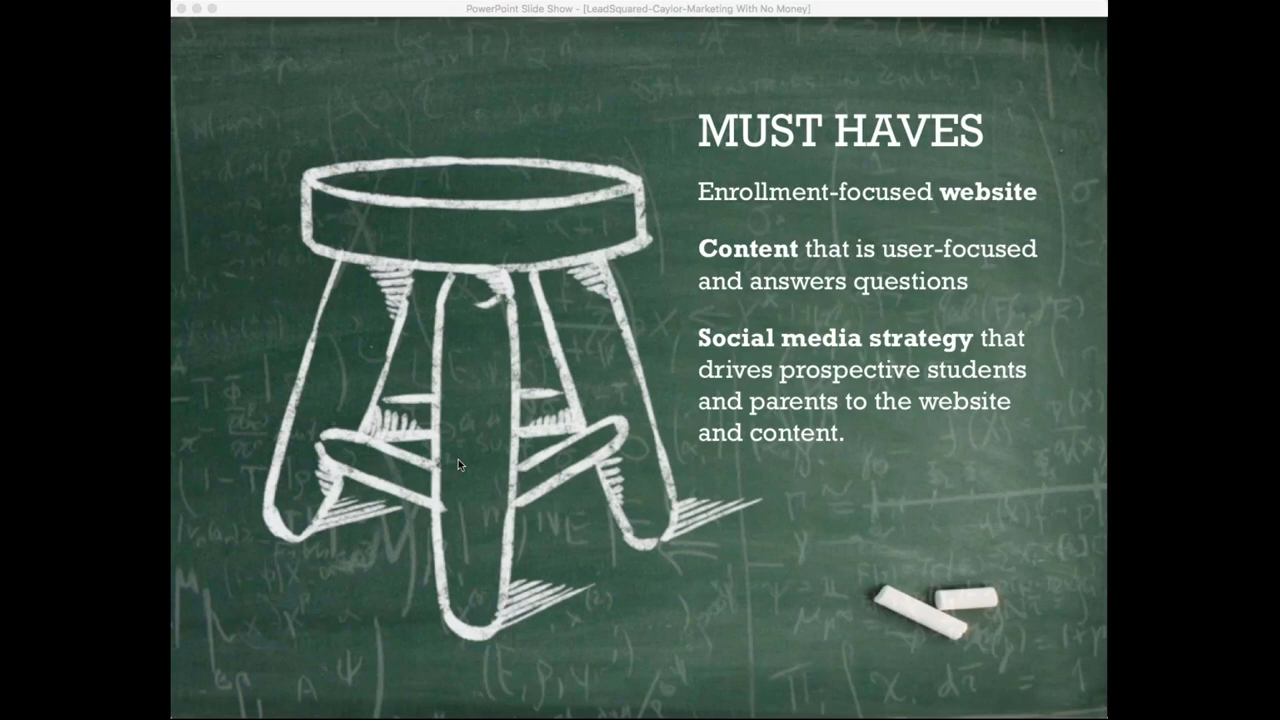 PowerPoint Slide Show - [LeadSquared-Caylor-Marketing With No Money]
MUST HAVES
Enrollment-focused website
Content that is user-focused
and answers questions
Social media strategy that
drives prospective students
and parents to the website
and content.